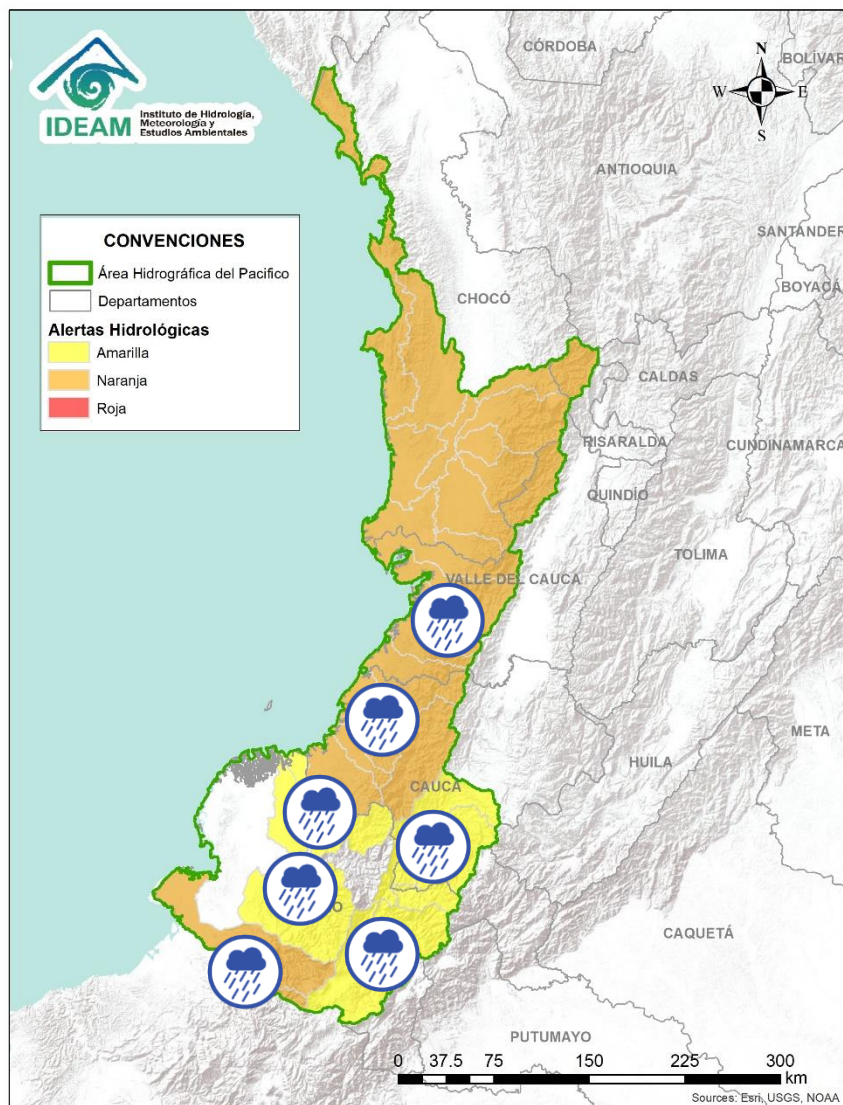 IDEAM
Instituto de Hidrología,
Meteorología y
Estudios Ambientales
N
W
E
S
CÓRDOBA
BOLÍVAR
ANTIOQUIA
SANTANDER
BOYACÁ
CONVENCIONES
Área Hidrográfica del Pacifico
Departamentos
Alertas Hidrológicas
Amarilla
Naranja
Roja
CHOCÓ
CALDAS
RISARALDA
CUNDINAMARCA
QUINDÍO
TOLIMA
VALLE DEL CAUCA
META
HUILA
CAUCA
O
CAQUETÁ
PUTUMAYO
0 37.5 75 150 225 300
km
Sources: Esri, USGS, NOAA